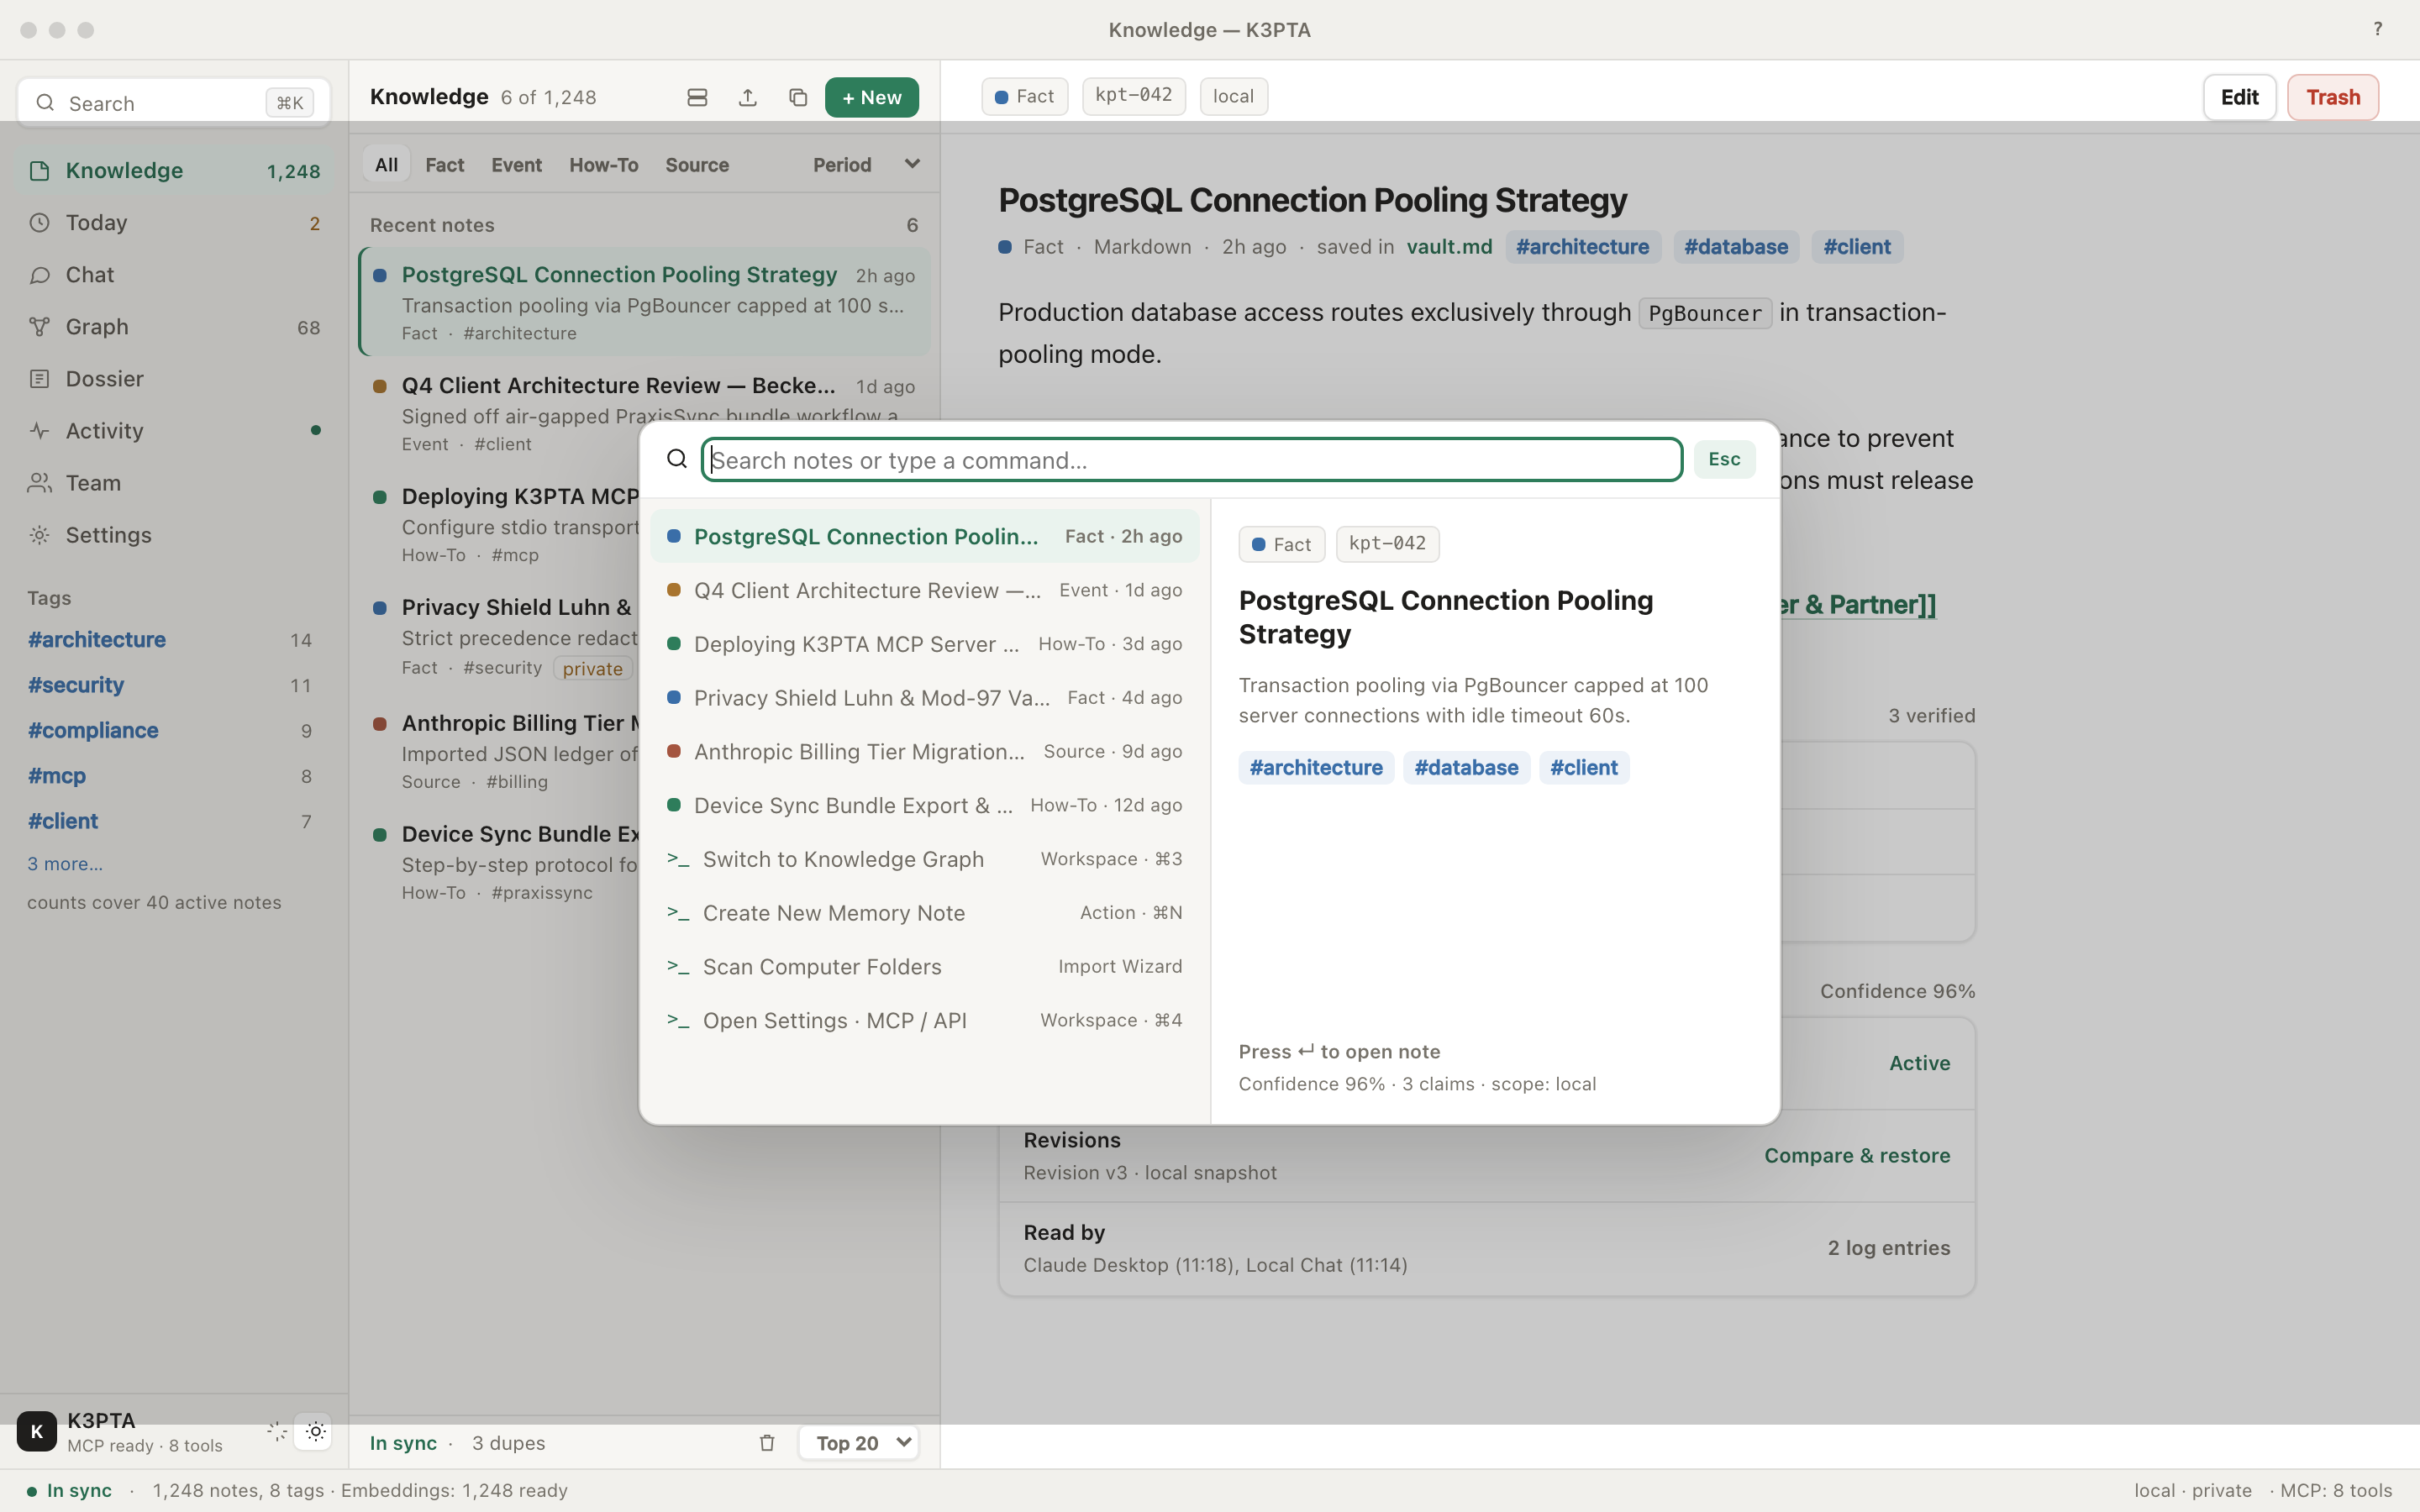 Knowledge — K3PTA
?
Search ⌘K
Knowledge 1,248
Today 2
Chat
Graph 68
Dossier
Activity
Team
Settings
Tags
#architecture 14
#security 11
#compliance 9
#mcp 8
#client 7
3 more...
counts cover 40 active notes
K
K3PTA
MCP ready · 8 tools
Knowledge 6 of 1,248
+ New
All Fact Event How-To Source Period
Recent notes 6
PostgreSQL Connection Pooling Strategy 2h ago
Transaction pooling via PgBouncer capped at 100 s...
Fact · #architecture
Q4 Client Architecture Review — Becke... 1d ago
Signed off air-gapped PraxisSync bundle workflow a
Event · #client
Deploying K3PTA MCP
Configure stdio transport
How-To · #mcp
Privacy Shield Luhn &
Strict precedence redact
Fact · #security private
Anthropic Billing Tier M
Imported JSON ledger of
Source · #billing
Device Sync Bundle Ex
Step-by-step protocol fo
How-To · #praxissync
In sync · 3 dupes
Top 20
Fact kpt-042 local
Edit Trash
PostgreSQL Connection Pooling Strategy
Fact · Markdown · 2h ago · saved in vault.md #architecture #database #client
Production database access routes exclusively through PgBouncer in transaction-
pooling mode.
ance to prevent
ons must release
er & Partner]]
3 verified
Confidence 96%
Active
Revisions
Revision v3 · local snapshot
Compare & restore
Read by
Claude Desktop (11:18), Local Chat (11:14)
2 log entries
Search notes or type a command...
Esc
PostgreSQL Connection Poolin... Fact · 2h ago
Q4 Client Architecture Review —... Event · 1d ago
Deploying K3PTA MCP Server ... How-To · 3d ago
Privacy Shield Luhn & Mod-97 Va... Fact · 4d ago
Anthropic Billing Tier Migration... Source · 9d ago
Device Sync Bundle Export & ... How-To · 12d ago
>_ Switch to Knowledge Graph Workspace · ⌘3
>_ Create New Memory Note Action · ⌘N
>_ Scan Computer Folders Import Wizard
>_ Open Settings · MCP / API Workspace · ⌘4
Fact kpt-042
PostgreSQL Connection Pooling
Strategy
Transaction pooling via PgBouncer capped at 100
server connections with idle timeout 60s.
#architecture #database #client
Press ↵ to open note
Confidence 96% · 3 claims · scope: local
In sync · 1,248 notes, 8 tags · Embeddings: 1,248 ready
local · private · MCP: 8 tools